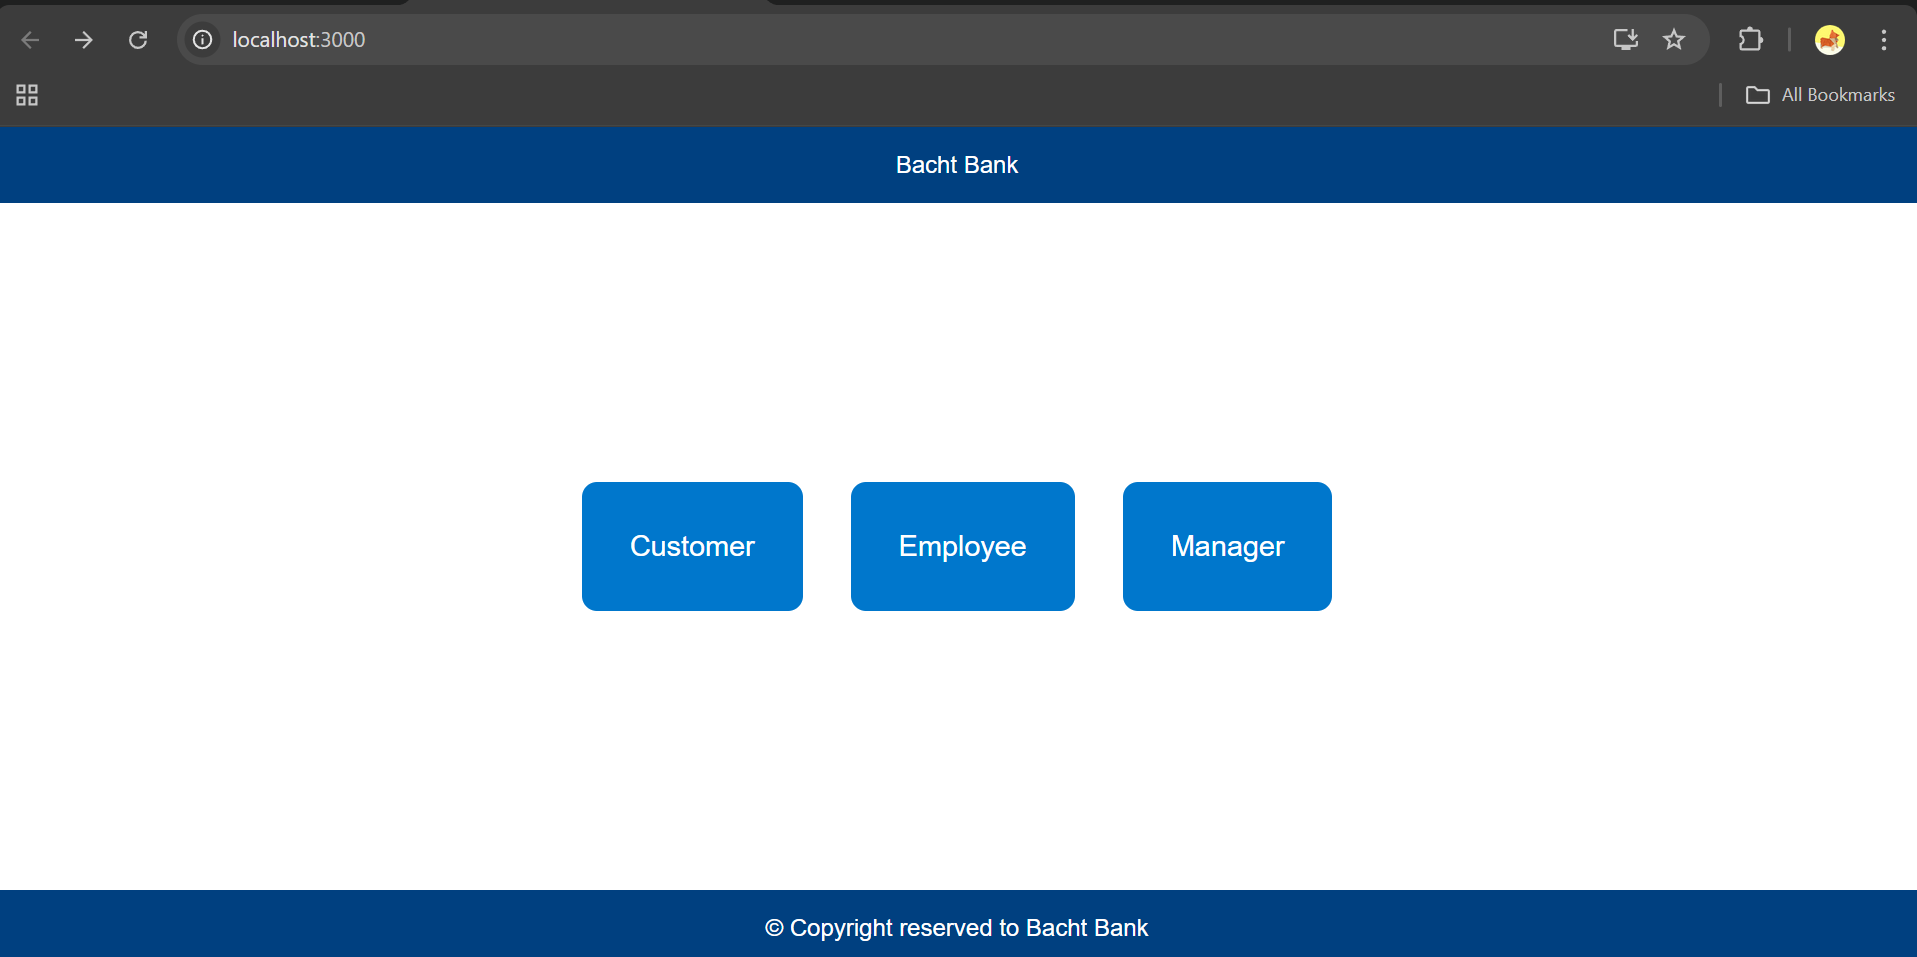 localhost:3000
All Bookmarks
Bacht Bank
Customer
Employee
Manager
© Copyright reserved to Bacht Bank